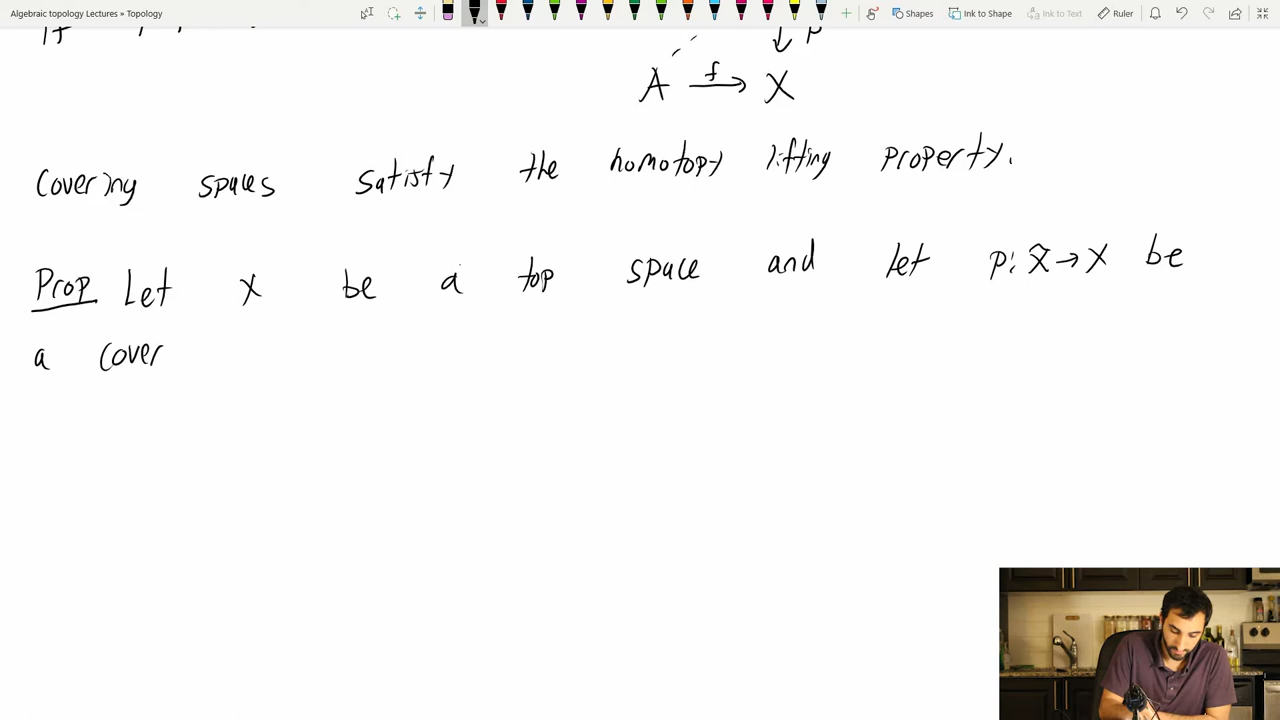 Algebraic topology Lectures – Topology
Shapes
Ink to Shape
Ink to Text
Ruler
If
p
A f→ X
Covering spaces satisfy the homotopy lifting property.
Prop Let X be a top space and let p: X̃→X be
a cover